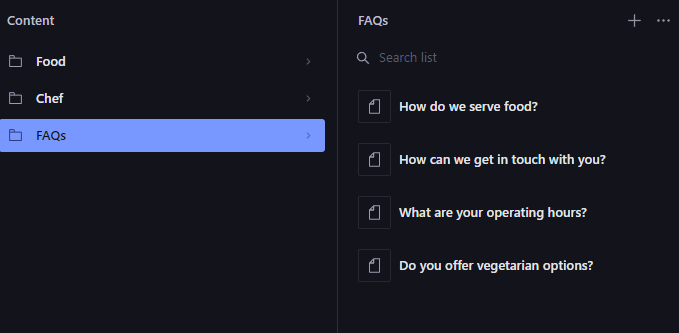 Content
Food
Chef
FAQs
FAQs
Search list
How do we serve food?
How can we get in touch with you?
What are your operating hours?
Do you offer vegetarian options?